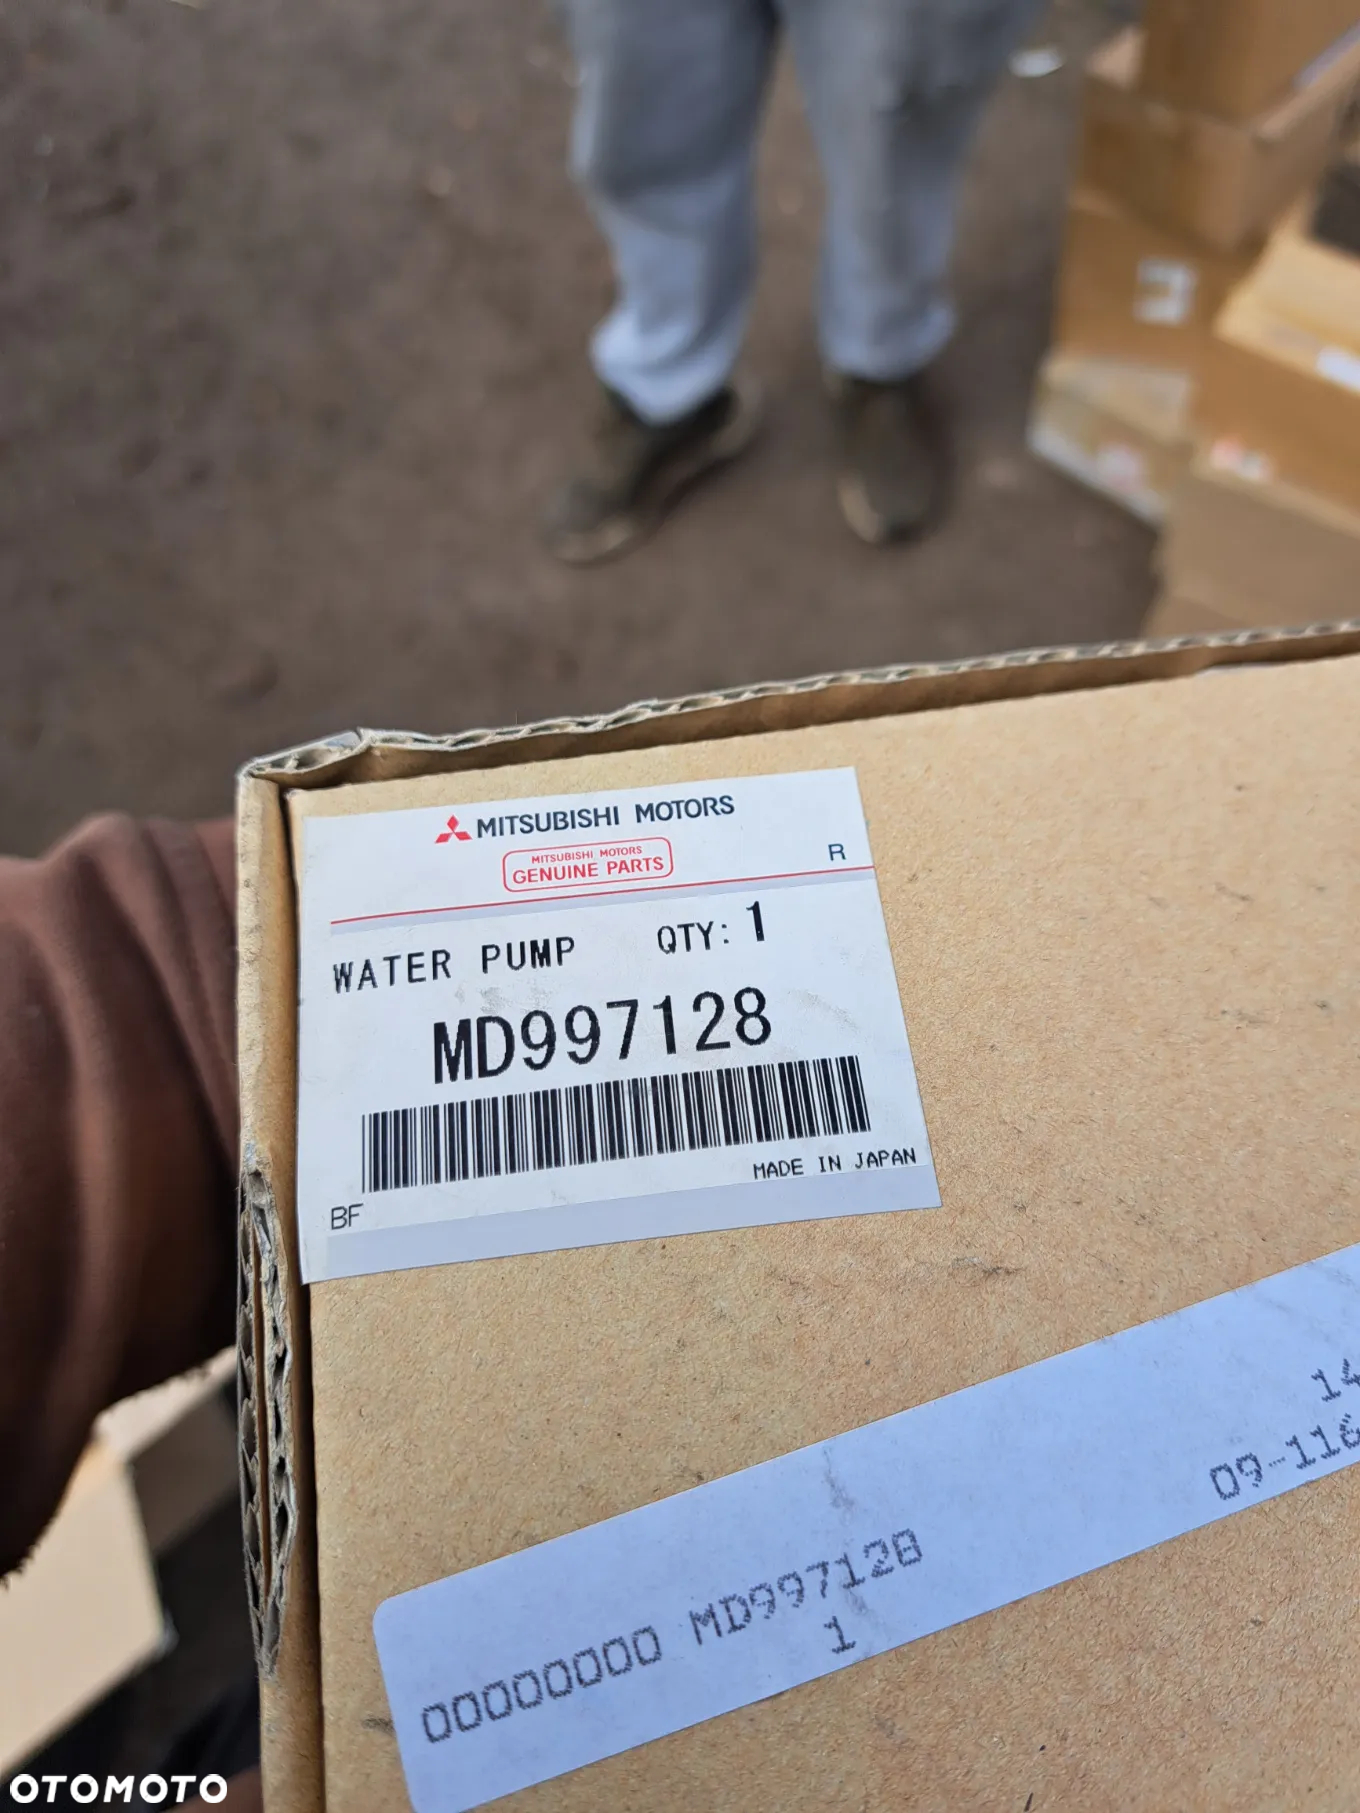 MITSUBISHI MOTORS
MITSUBISHI MOTORS
GENUINE PARTS
R
WATER PUMP QTY: 1
MD997128
MADE IN JAPAN
BF
09-116
00000000 MD997128
1
OTOMOTO